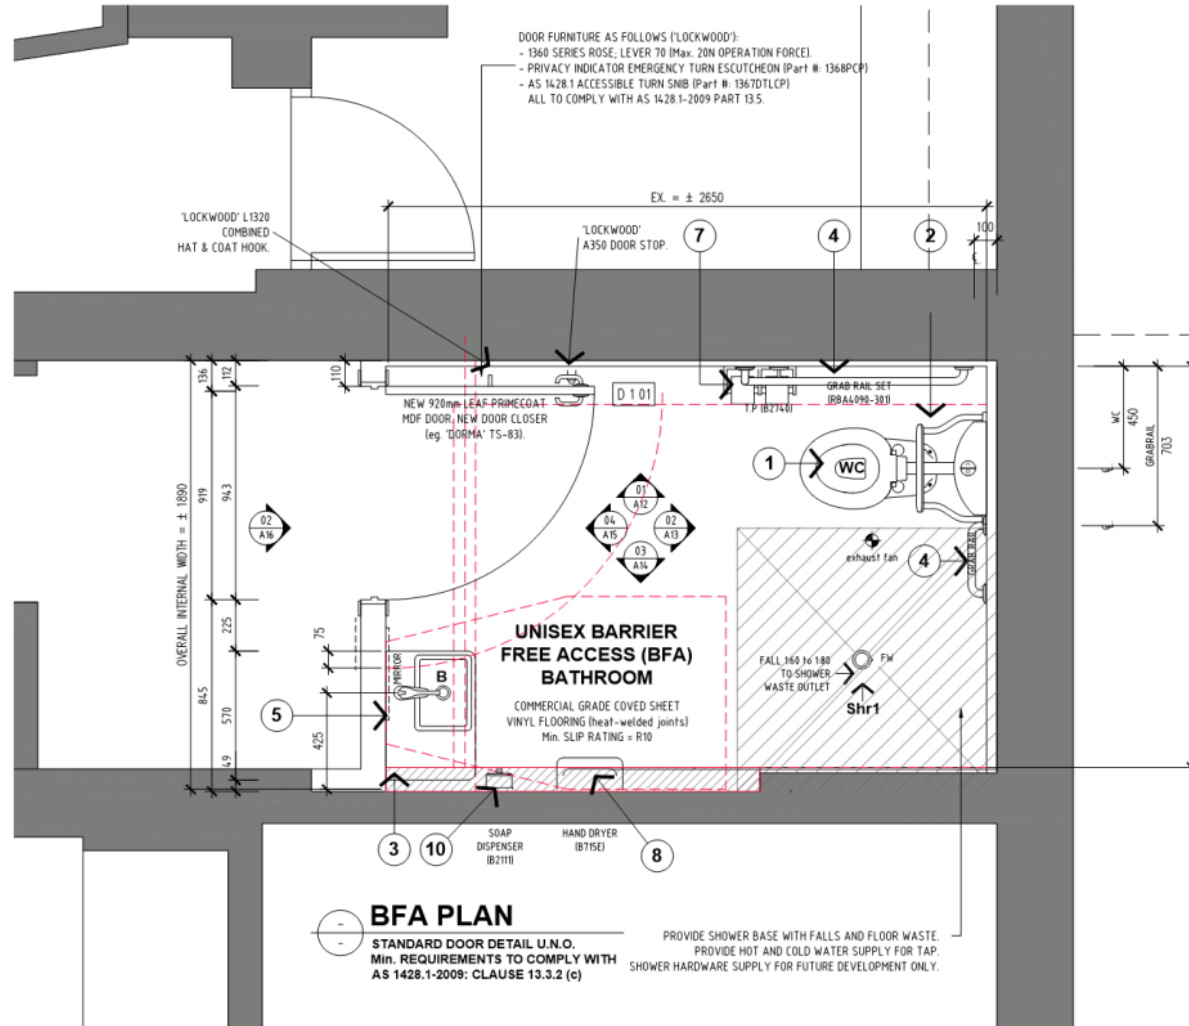 DOOR FURNITURE AS FOLLOWS ('LOCKWOOD'):
- 1360 SERIES ROSE; LEVER 70 (Max. 20N OPERATION FORCE).
- PRIVACY INDICATOR EMERGENCY TURN ESCUTCHEON (Part #: 1368PCP)
- AS 1428.1 ACCESSIBLE TURN SNIB (Part #: 1367DTLCP)
ALL TO COMPLY WITH AS 1428.1-2009 PART 13.5.
EX. = ± 2650
'LOCKWOOD' L1320
COMBINED
HAT & COAT HOOK.
'LOCKWOOD'
A350 DOOR STOP.
7
4
2
100
136
112
110
D 1 01
NEW 920mm LEAF PRIMECOAT
MDF DOOR, NEW DOOR CLOSER
(eg. 'DORMA' TS-83).
T.P (B2740)
GRAB RAIL SET
(RBA4090-301)
WC
450
GRABRAIL
703
1
WC
OVERALL INTERNAL WIDTH = ± 1890
919
943
02
A16
01
A12
04
A15
02
A13
03
A14
exhaust fan
4
GRAB RAIL
225
75
845
570
425
49
MIRROR
B
5
UNISEX BARRIER
FREE ACCESS (BFA)
BATHROOM
COMMERCIAL GRADE COVED SHEET
VINYL FLOORING (heat-welded joints)
Min. SLIP RATING = R10
FALL 1:60 to 1:80
TO SHOWER
WASTE OUTLET
FW
Shr1
3
10
SOAP
DISPENSER
(B2111)
HAND DRYER
(B715E)
8
-
-
BFA PLAN
STANDARD DOOR DETAIL U.N.O.
Min. REQUIREMENTS TO COMPLY WITH
AS 1428.1-2009: CLAUSE 13.3.2 (c)
PROVIDE SHOWER BASE WITH FALLS AND FLOOR WASTE.
PROVIDE HOT AND COLD WATER SUPPLY FOR TAP.
SHOWER HARDWARE SUPPLY FOR FUTURE DEVELOPMENT ONLY.